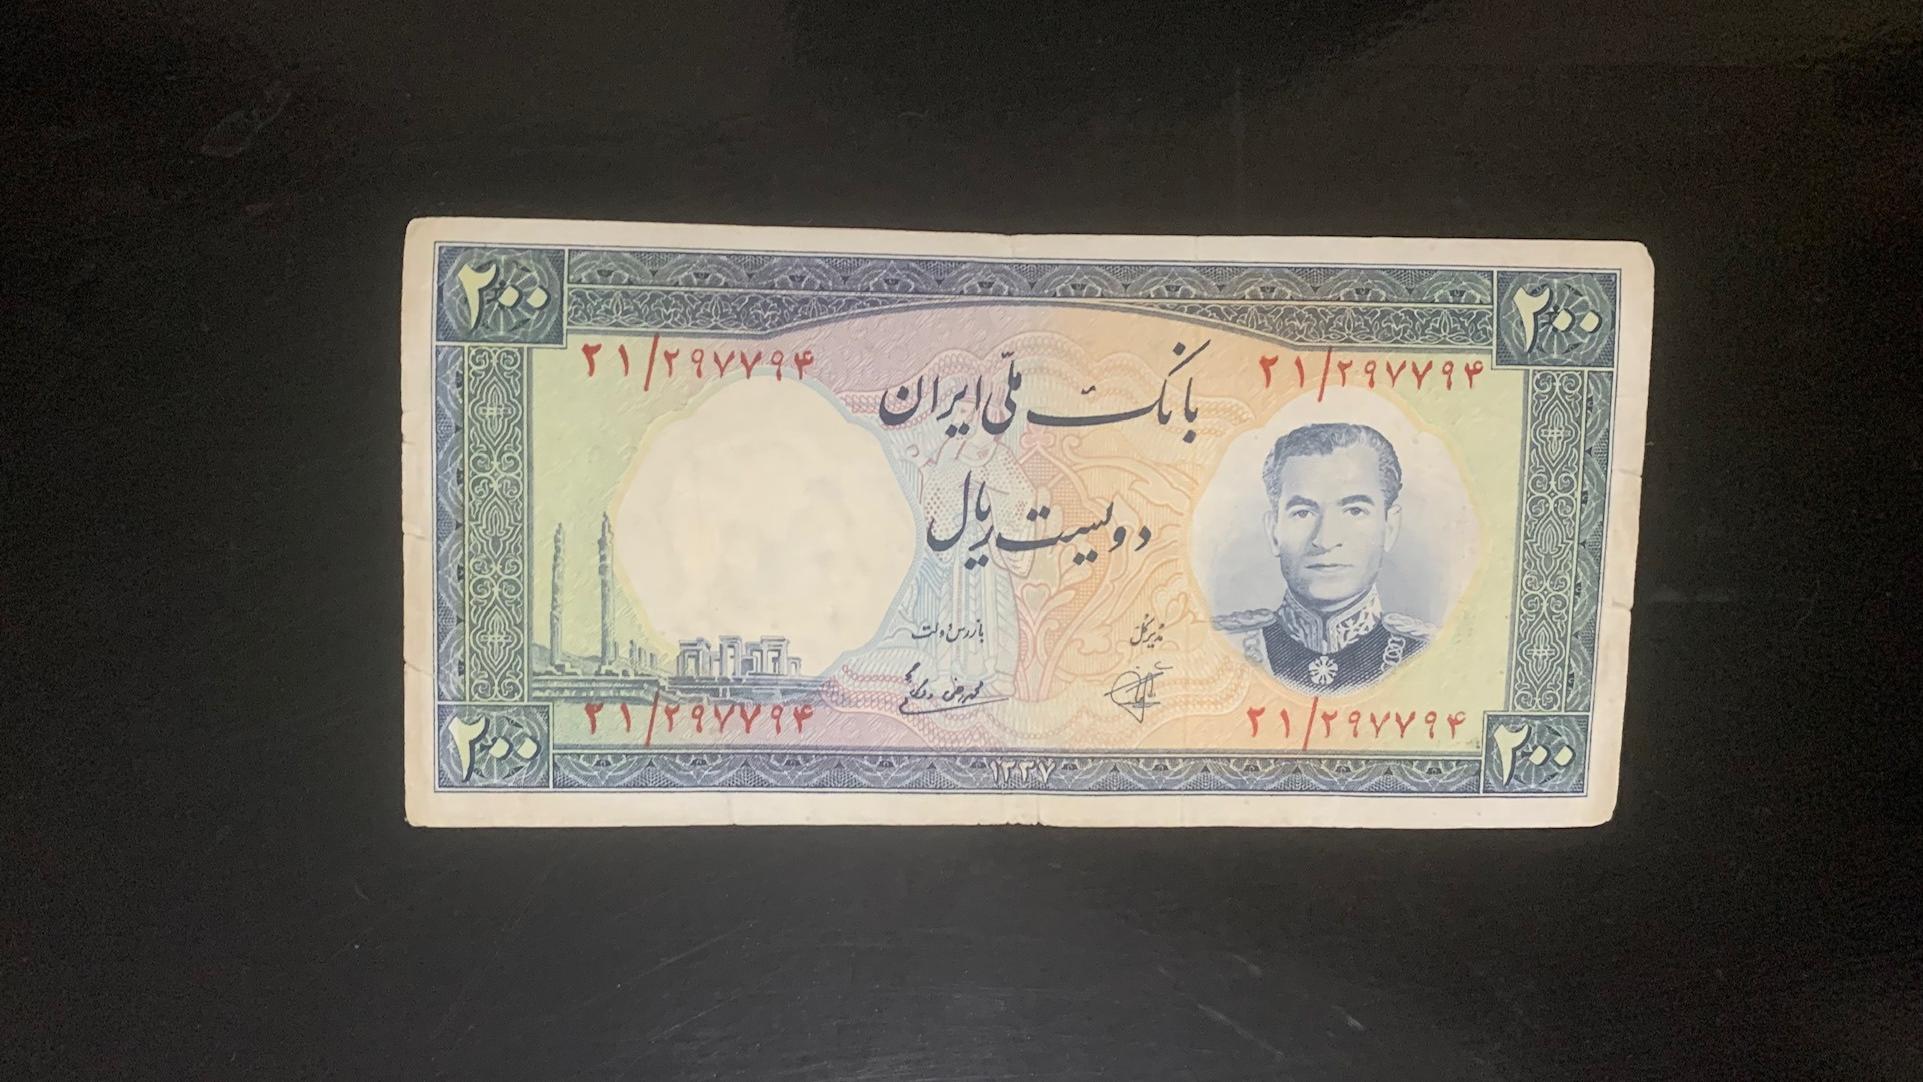 ۲۰۰ ۲۰۰
۲۱/۲۹۷۷۹۴ ۲۱/۲۹۷۷۹۴
بانک ملّی ایران
دویست ریال
مدیر کل بازرس دولت
۲۱/۲۹۷۷۹۴ ۲۱/۲۹۷۷۹۴
۲۰۰ ۲۰۰
۱۳۳۷